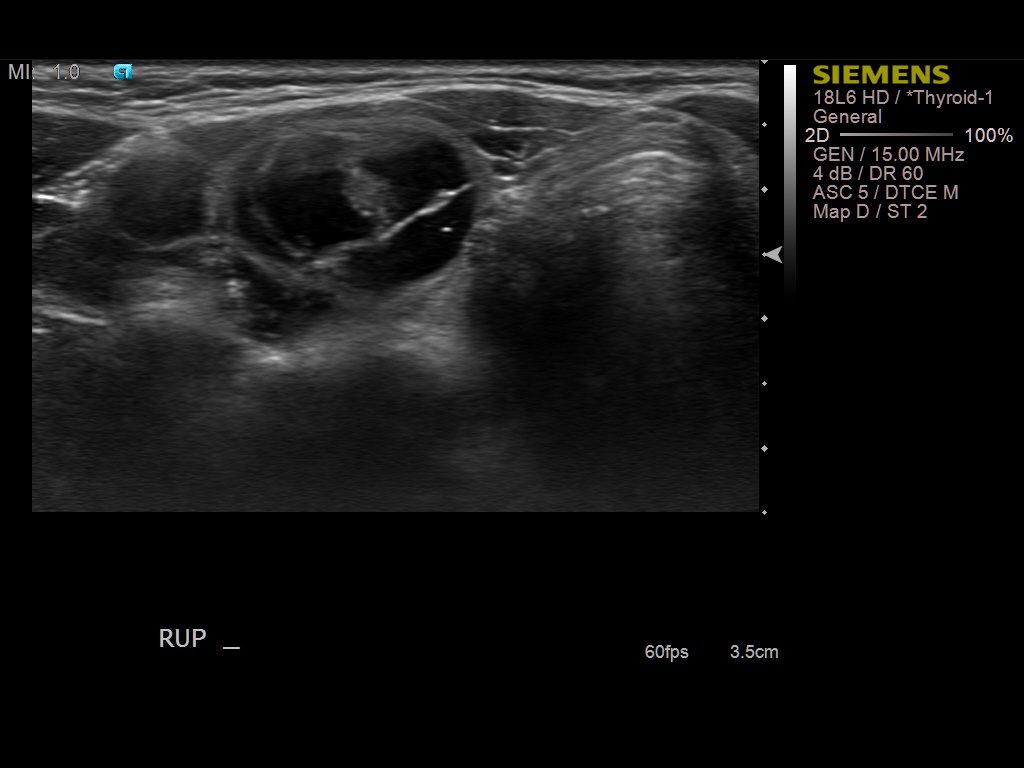 MI: 1.0
SIEMENS
18L6 HD / *Thyroid-1
General
2D 100%
GEN / 15.00 MHz
4 dB / DR 60
ASC 5 / DTCE M
Map D / ST 2
RUP _
60fps 3.5cm